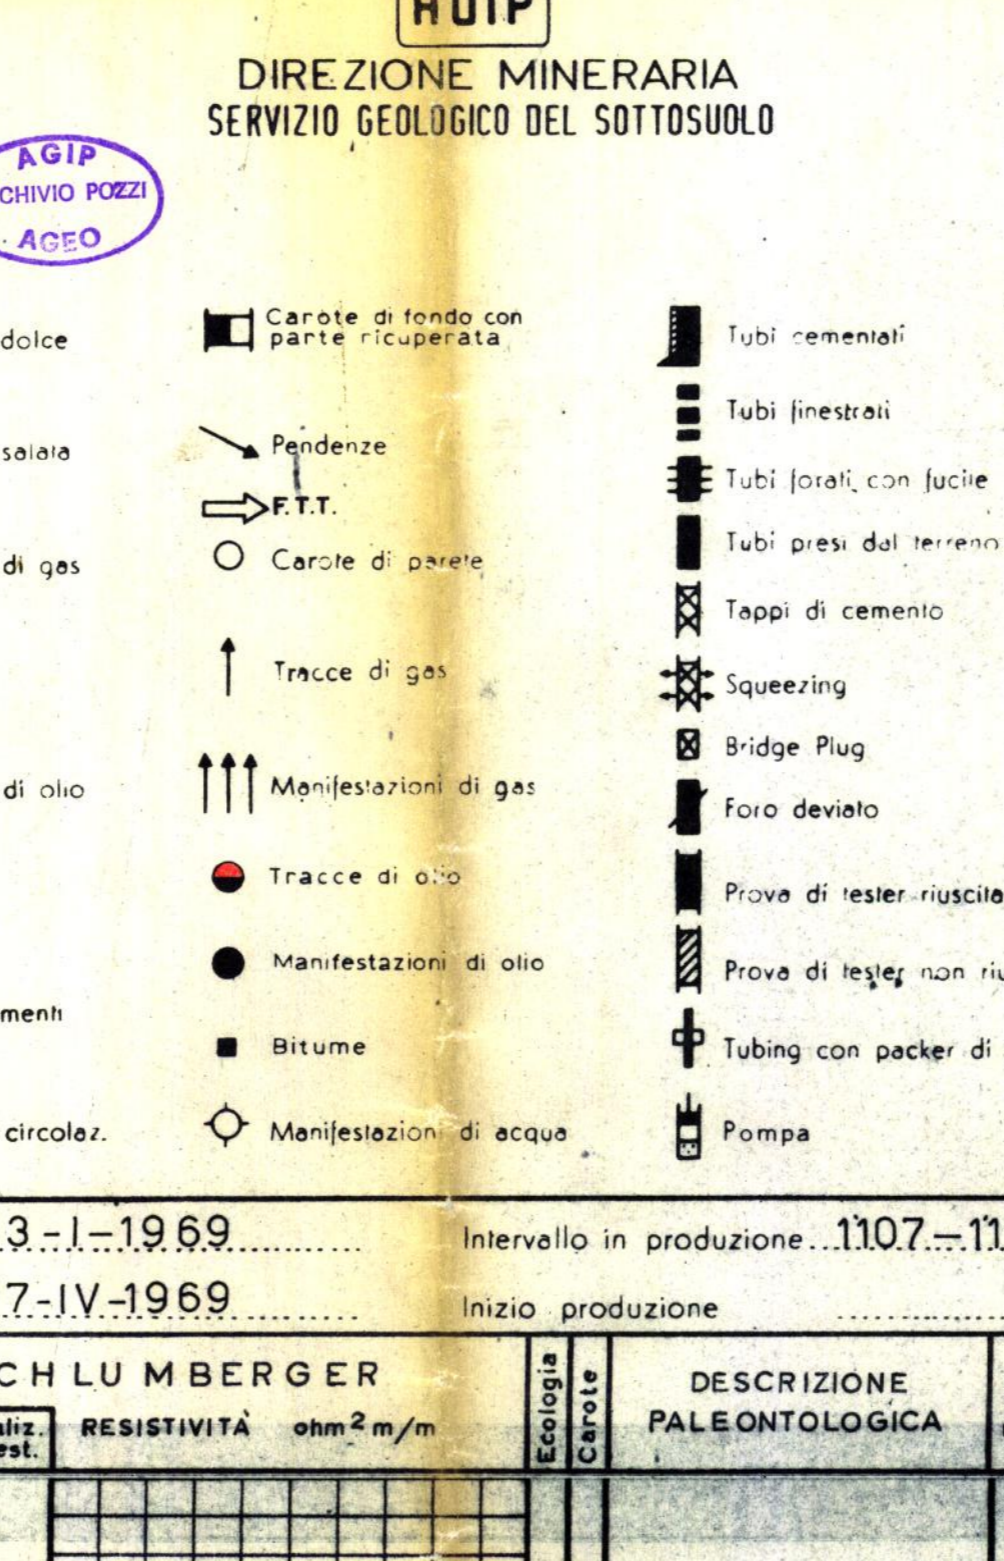 AGIP
DIREZIONE MINERARIA
SERVIZIO GEOLOGICO DEL SOTTOSUOLO
AGIP
CHIVIO POZZI
AGEO
dolce
salata
di gas
di olio
menti
circolaz.
Carote di fondo con
parte ricuperata
Pendenze
F.T.T.
Carote di parete
Tracce di gas
Manifestazioni di gas
Tracce di olio
Manifestazioni di olio
Bitume
Manifestazioni di acqua
Tubi cementati
Tubi finestrati
Tubi forati con fucile
Tubi presi dal terreno
Tappi di cemento
Squeezing
Bridge Plug
Foro deviato
Prova di tester riuscita
Prova di tester non riu
Tubing con packer di
Pompa
3-I-1969
Intervallo in produzione 1107-11
7-IV-1969
Inizio produzione
CHLUMBERGER
liz.
est.
RESISTIVITÀ ohm2m/m
Ecologia
Carote
DESCRIZIONE
PALEONTOLOGICA